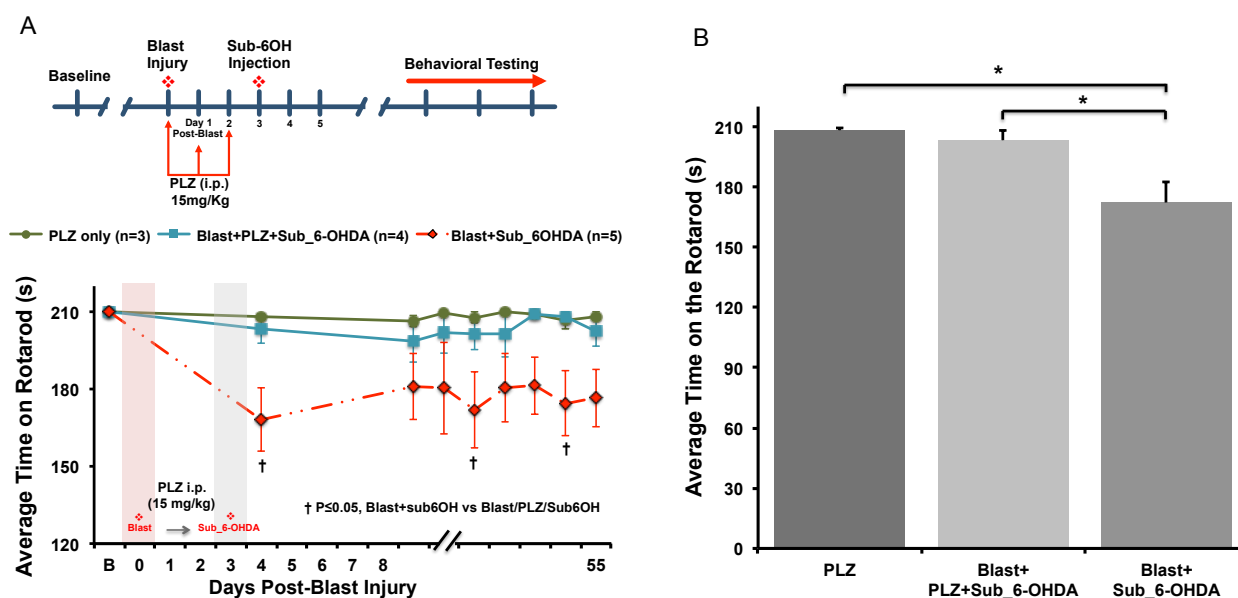 A
Blast
Injury
Sub-6OH
Injection
Behavioral Testing
Baseline
Day 1
Post-Blast
2
3
4
5
PLZ (i.p.)
15mg/Kg
PLZ only (n=3)
Blast+PLZ+Sub_6-OHDA (n=4)
Blast+Sub_6OHDA (n=5)
Average Time on Rotarod (s)
210
180
150
120
†
†
†
PLZ i.p.
(15 mg/kg)
Blast
Sub_6-OHDA
† P≤0.05, Blast+sub6OH vs Blast/PLZ/Sub6OH
B 0 1 2 3 4 5 6 7 8 55
Days Post-Blast Injury
B
*
*
Average Time on the Rotarod (s)
210
180
150
120
90
60
30
0
PLZ
Blast+
PLZ+Sub_6-OHDA
Blast+
Sub_6-OHDA